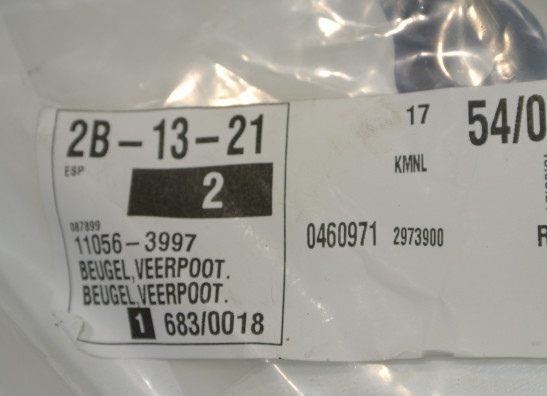 2B-13-21
ESP
2
087899
11056-3997
BEUGEL,VEERPOOT.
BEUGEL,VEERPOOT.
1 683/0018
17
54/0
KMNL
0460971 2973900
R